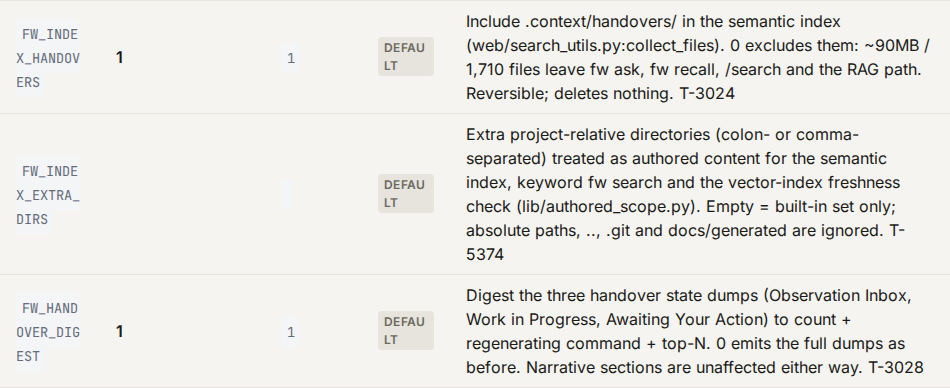 FW_INDE
X_HANDOV
ERS
1
1
DEFAU
LT
Include .context/handovers/ in the semantic index
(web/search_utils.py:collect_files). 0 excludes them: ~90MB /
1,710 files leave fw ask, fw recall, /search and the RAG path.
Reversible; deletes nothing. T-3024
FW_INDE
X_EXTRA_
DIRS
DEFAU
LT
Extra project-relative directories (colon- or comma-
separated) treated as authored content for the semantic
index, keyword fw search and the vector-index freshness
check (lib/authored_scope.py). Empty = built-in set only;
absolute paths, .., .git and docs/generated are ignored. T-
5374
FW_HAND
OVER_DIG
EST
1
1
DEFAU
LT
Digest the three handover state dumps (Observation Inbox,
Work in Progress, Awaiting Your Action) to count +
regenerating command + top-N. 0 emits the full dumps as
before. Narrative sections are unaffected either way. T-3028